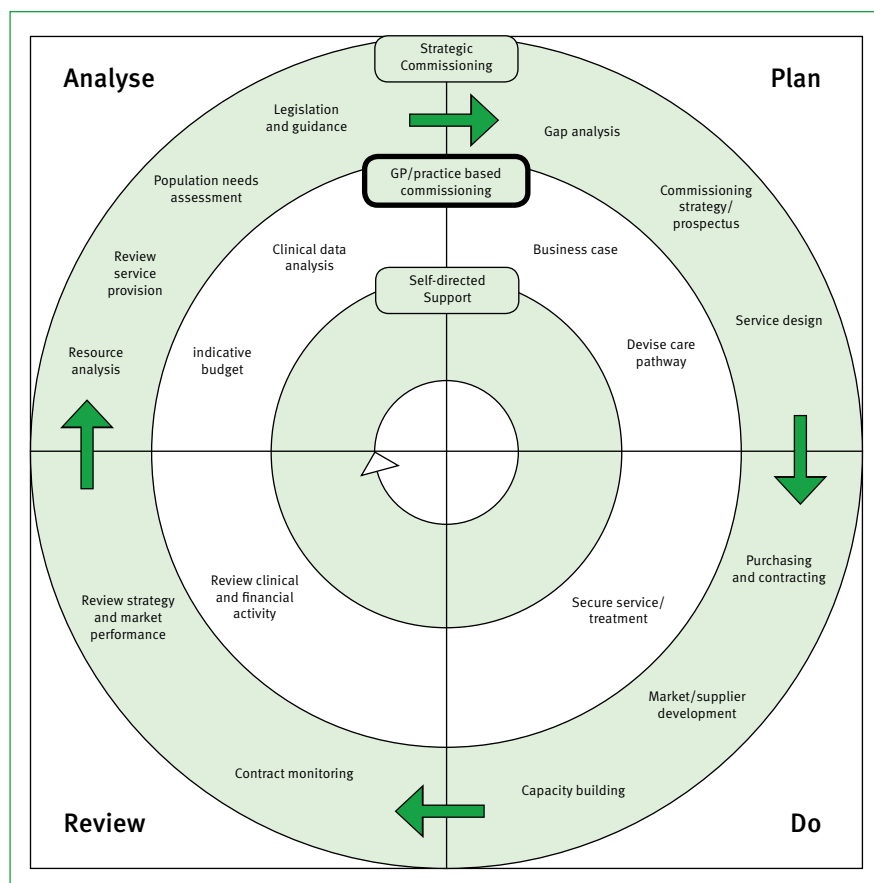 Analyse
Plan
Strategic
Commissioning
Legislation
and guidance
Gap analysis
GP/practice based
commissioning
Population needs
assessment
Commissioning
strategy/
prospectus
Clinical data
analysis
Business case
Review
service
provision
Self-directed
Support
Service design
Resource
analysis
indicative
budget
Devise care
pathway
Purchasing
and contracting
Review strategy
and market
performance
Review clinical
and financial
activity
Secure service/
treatment
Market/supplier
development
Contract monitoring
Capacity building
Review
Do